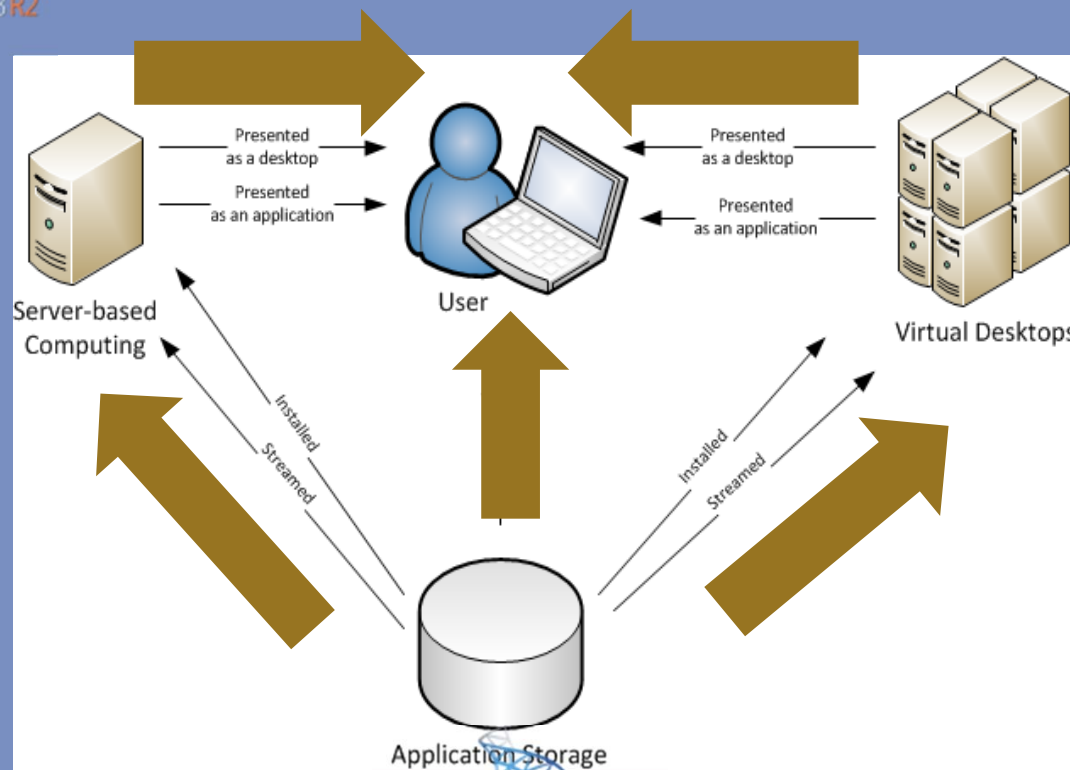 R2
Presented
as a desktop
Presented
as an application
Presented
as a desktop
Presented
as an application
User
Server-based
Computing
Virtual Desktops
Installed
Streamed
Installed
Streamed
Application Storage